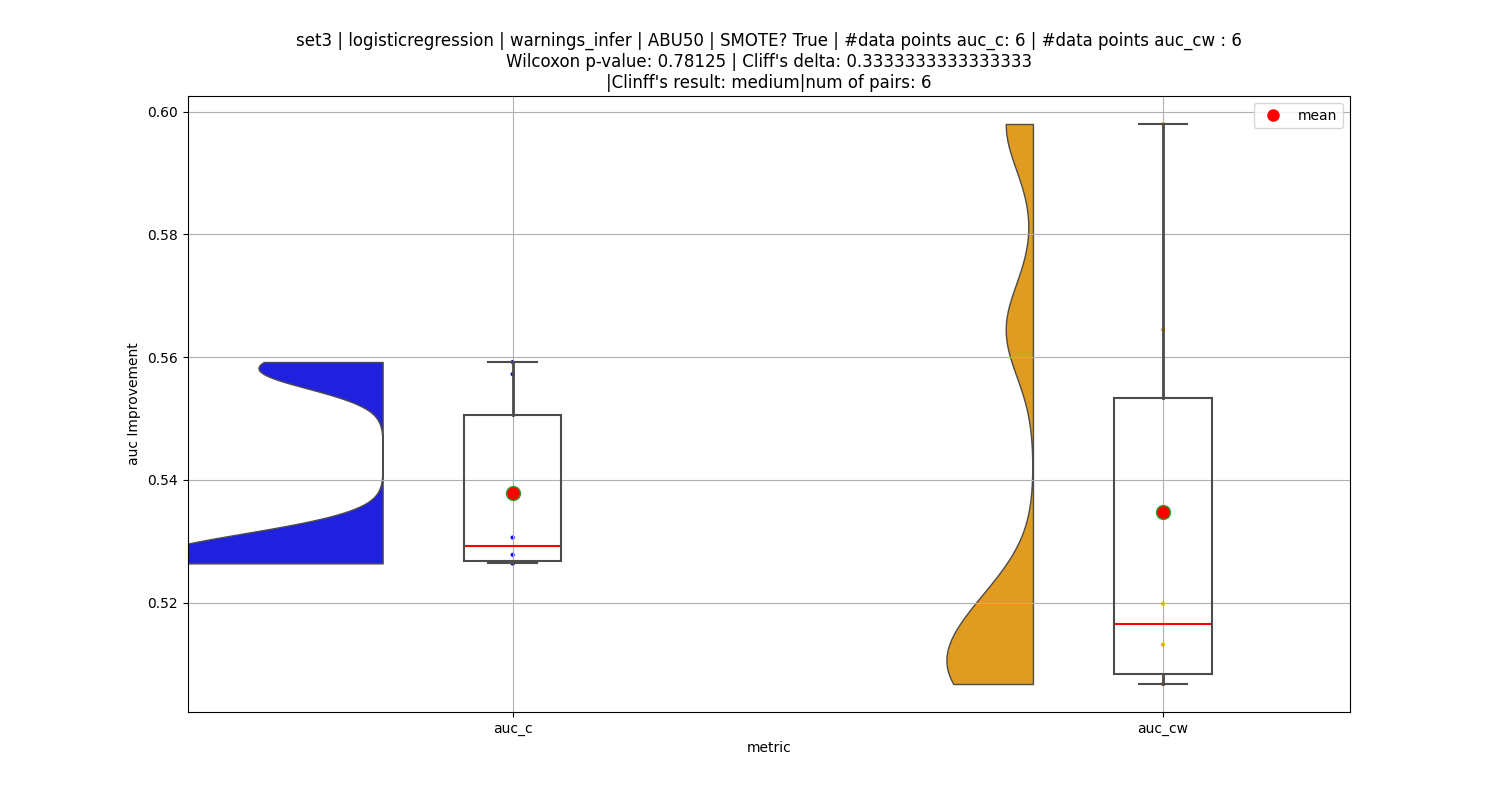 set3 | logisticregression | warnings_infer | ABU50 | SMOTE? True | #data points auc_c: 6 | #data points auc_cw : 6
Wilcoxon p-value: 0.78125 | Cliff's delta: 0.3333333333333333
|Clinff's result: medium|num of pairs: 6
mean
0.60
0.58
0.56
0.54
0.52
auc Improvement
auc_c
auc_cw
metric